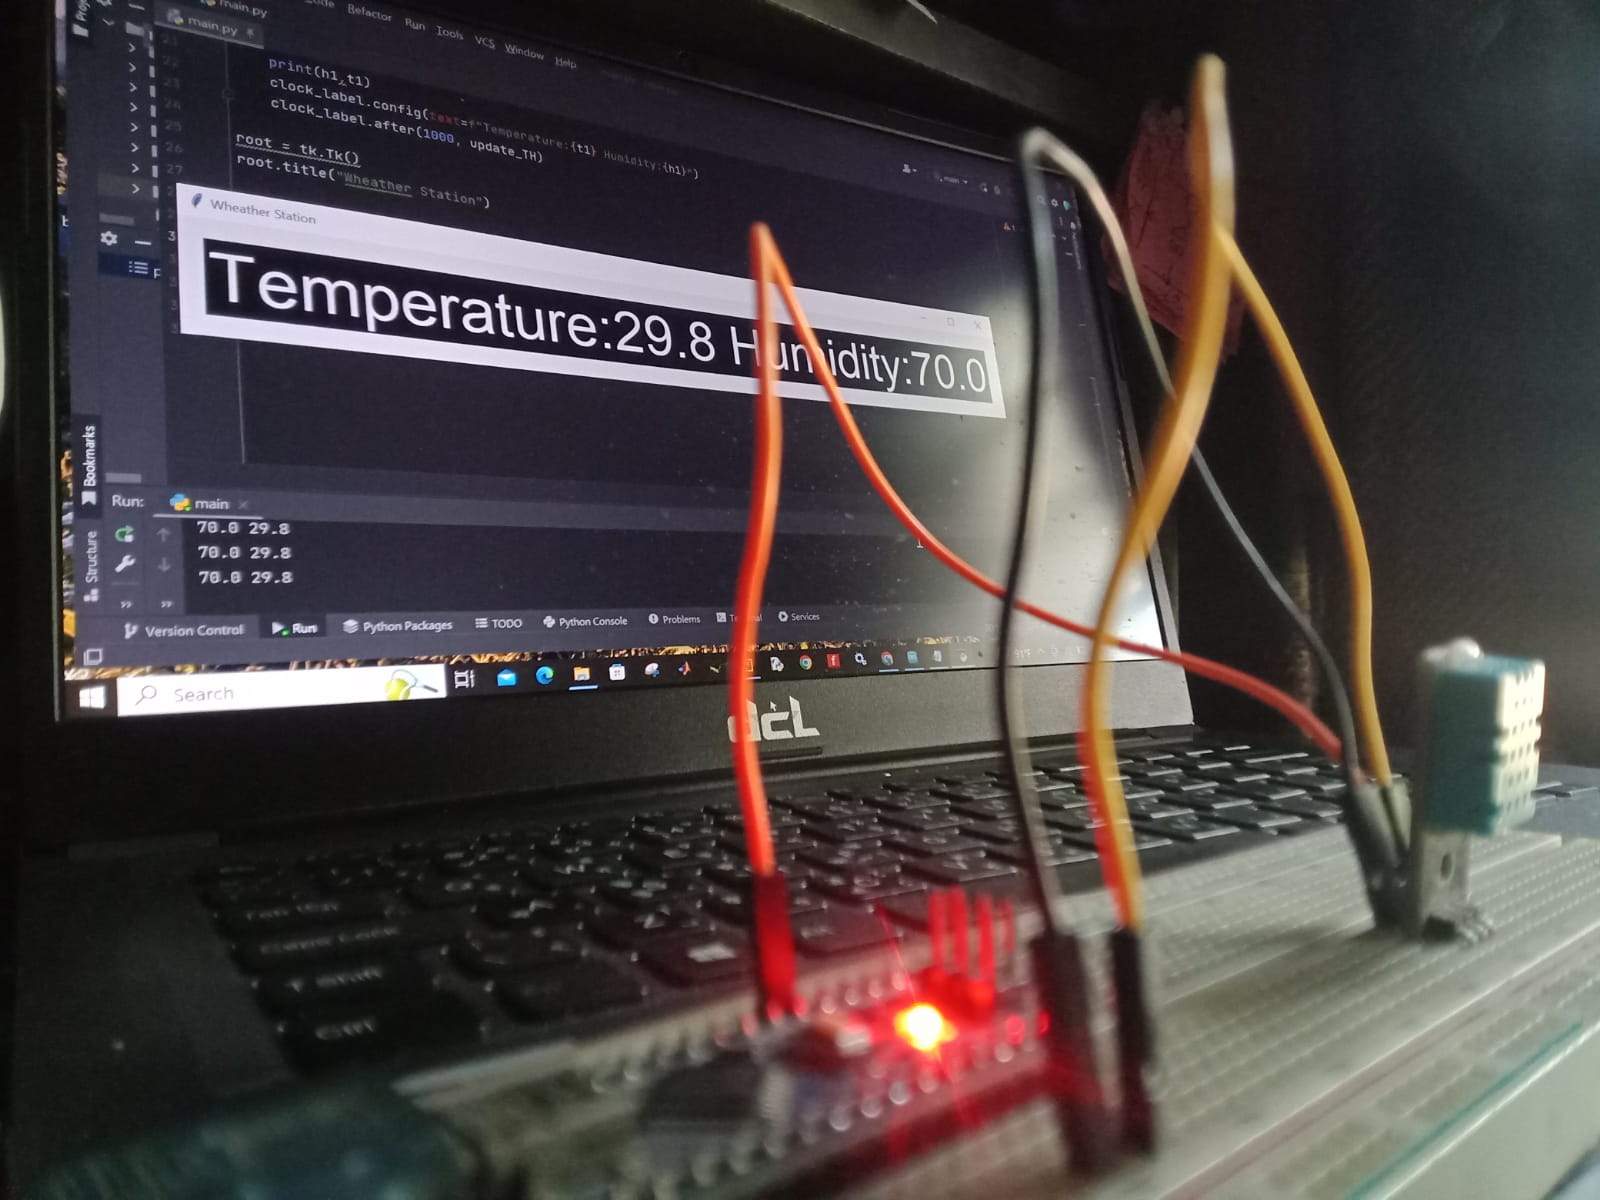 main.py
Code Refactor Run Tools VCS Window Help
main.py
22
print(h1,t1)
23
clock_label.config(text=f"Temperature:{t1} Humidity:{h1}")
24
clock_label.after(1000, update_TH)
25
26
root = tk.Tk()
27
root.title("Wheather Station")
Wheather Station
Temperature:29.8 Humidity:70.0
Bookmarks
Structure
Run: main
70.0 29.8
70.0 29.8
70.0 29.8
Version Control Run Python Packages TODO Python Console Problems Services
Search
91°F
dcl